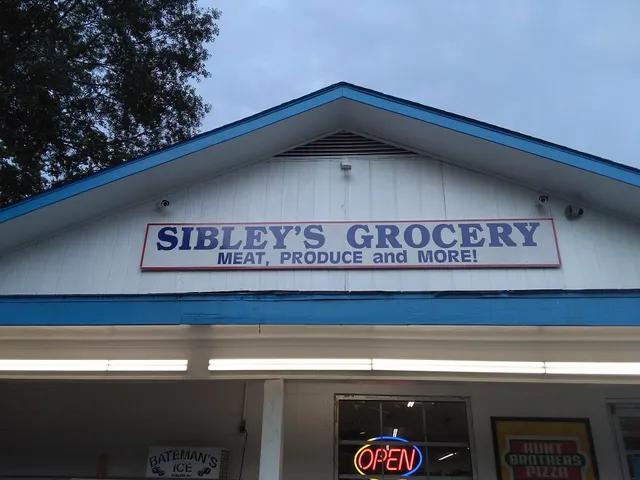 SIBLEY'S GROCERY
MEAT, PRODUCE and MORE!
BATEMAN'S
ICE
OPEN
HUNT
BROTHERS
PIZZA